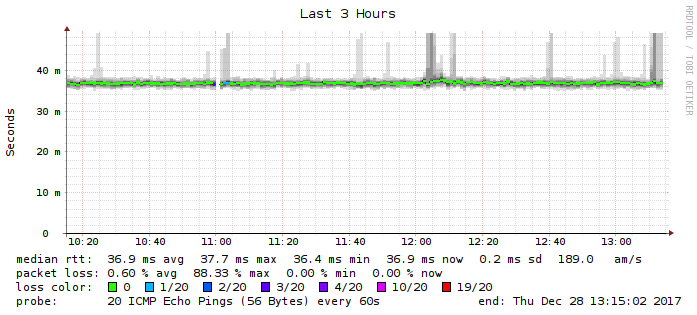 Last 3 Hours
RRDTOOL / TOBI OETIKER
Seconds
40 m
30 m
20 m
10 m
0
10:20 10:40 11:00 11:20 11:40 12:00 12:20 12:40 13:00
median rtt: 36.9 ms avg 37.7 ms max 36.4 ms min 36.9 ms now 0.2 ms sd 189.0 am/s
packet loss: 0.60 % avg 88.33 % max 0.00 % min 0.00 % now
loss color: 0 1/20 2/20 3/20 4/20 10/20 19/20
probe: 20 ICMP Echo Pings (56 Bytes) every 60s end: Thu Dec 28 13:15:02 2017